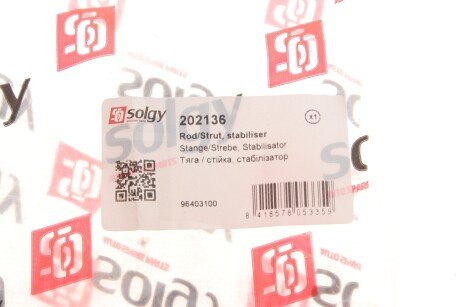 solgy
202136
x1
Rod/Strut, stabiliser
Stange/Strebe, Stabilisator
Тяга / стійка, стабілізатор
96403100
8 418578 053359